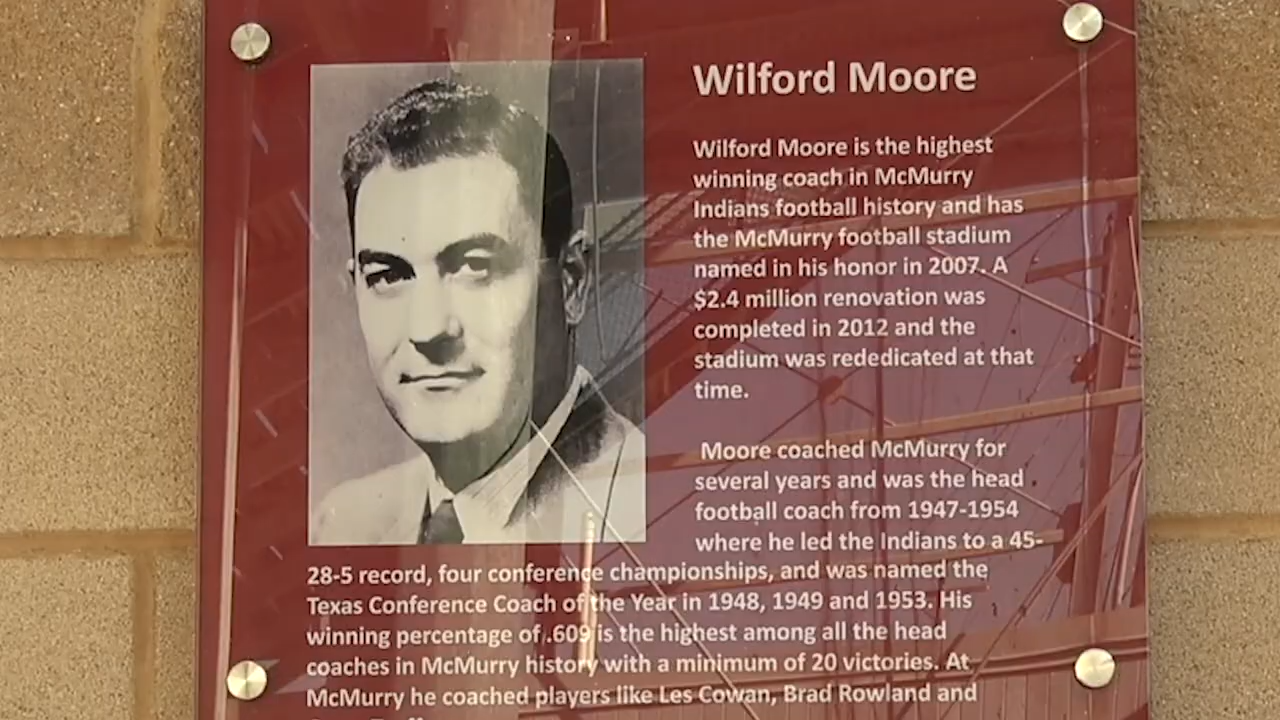 Wilford Moore
Wilford Moore is the highest
winning coach in McMurry
Indians football history and has
the McMurry football stadium
named in his honor in 2007. A
$2.4 million renovation was
completed in 2012 and the
stadium was rededicated at that
time.
Moore coached McMurry for
several years and was the head
football coach from 1947-1954
where he led the Indians to a 45-
28-5 record, four conference championships, and was named the
Texas Conference Coach of the Year in 1948, 1949 and 1953. His
winning percentage of .609 is the highest among all the head
coaches in McMurry history with a minimum of 20 victories. At
McMurry he coached players like Les Cowan, Brad Rowland and